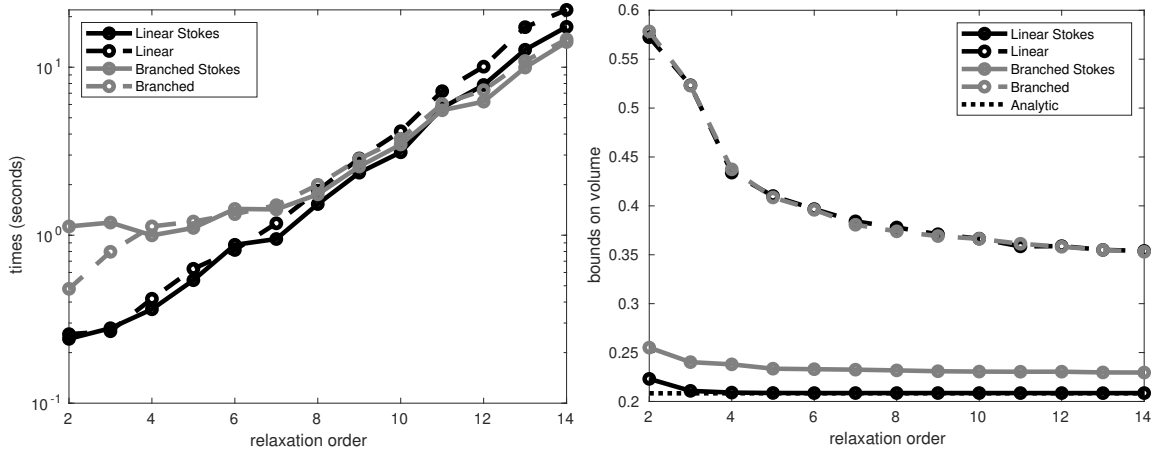 10^1
10^0
10^-1
2 4 6 8 10 12 14
relaxation order
times (seconds)
Linear Stokes
Linear
Branched Stokes
Branched
0.6
0.55
0.5
0.45
0.4
0.35
0.3
0.25
0.2
2 4 6 8 10 12 14
relaxation order
bounds on volume
Linear Stokes
Linear
Branched Stokes
Branched
Analytic